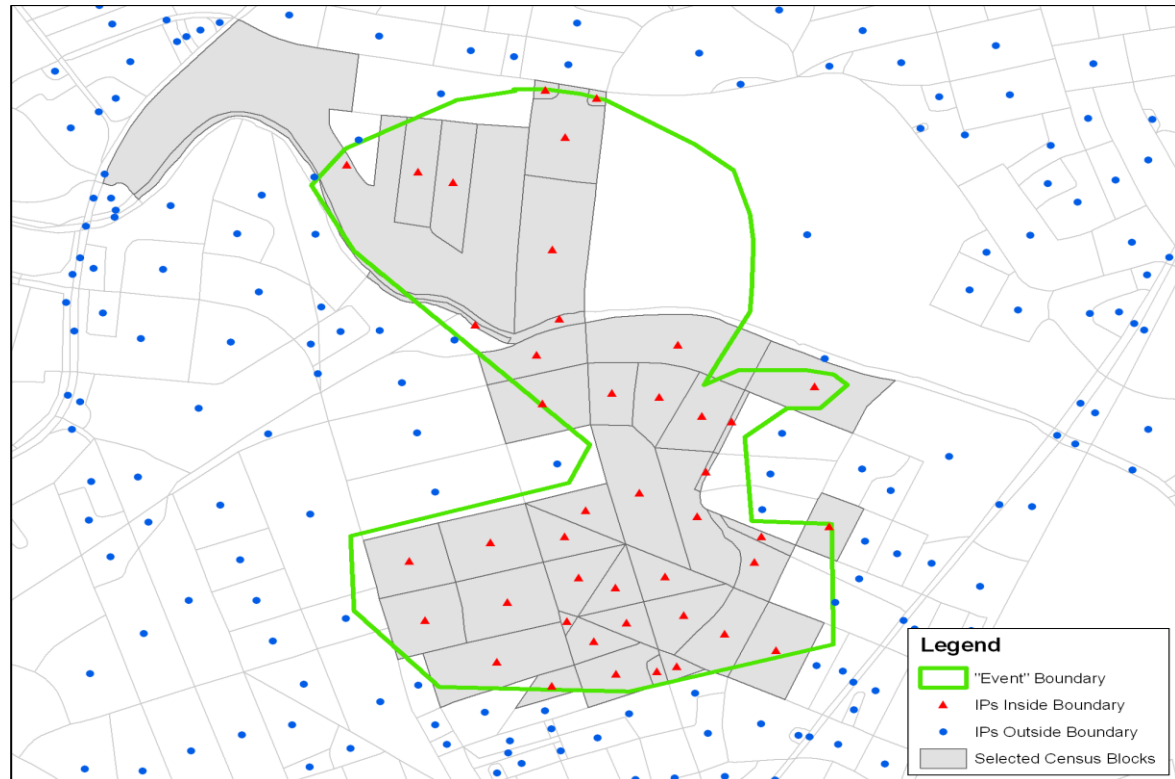 Legend
"Event" Boundary
IPs Inside Boundary
IPs Outside Boundary
Selected Census Blocks